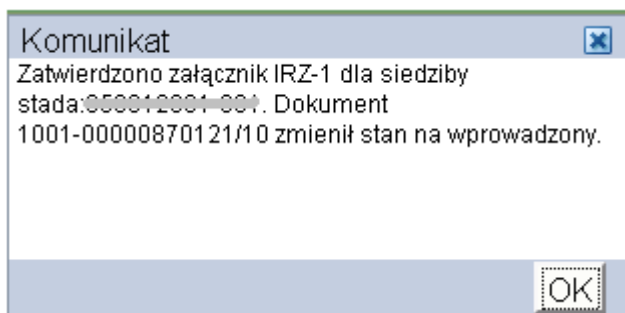 Komunikat
Zatwierdzono załącznik IRZ-1 dla siedziby
stada: . Dokument
1001-00000870121/10 zmienił stan na wprowadzony.
OK